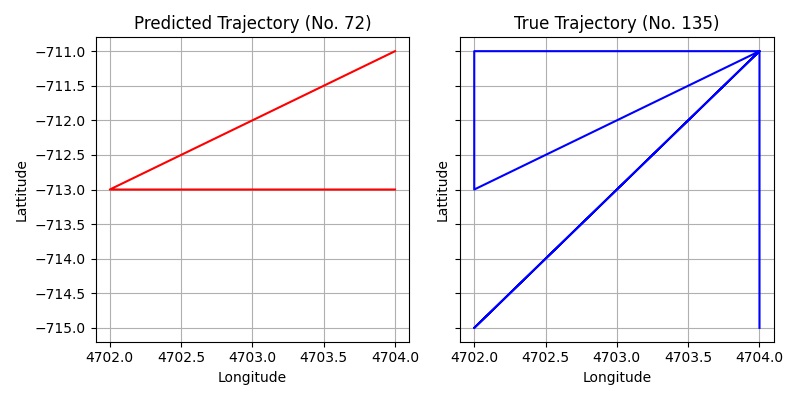 Predicted Trajectory (No. 72)
True Trajectory (No. 135)
−711.0
−711.5
−712.0
−712.5
−713.0
−713.5
−714.0
−714.5
−715.0
Lattitude
Lattitude
4702.0 4702.5 4703.0 4703.5 4704.0
4702.0 4702.5 4703.0 4703.5 4704.0
Longitude
Longitude